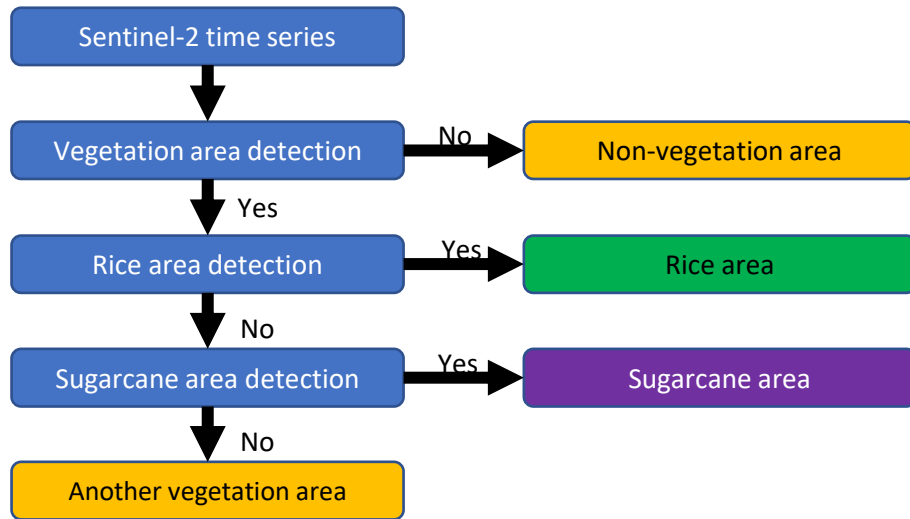 Sentinel-2 time series
Vegetation area detection
No
Non-vegetation area
Yes
Rice area detection
Yes
Rice area
No
Sugarcane area detection
Yes
Sugarcane area
No
Another vegetation area